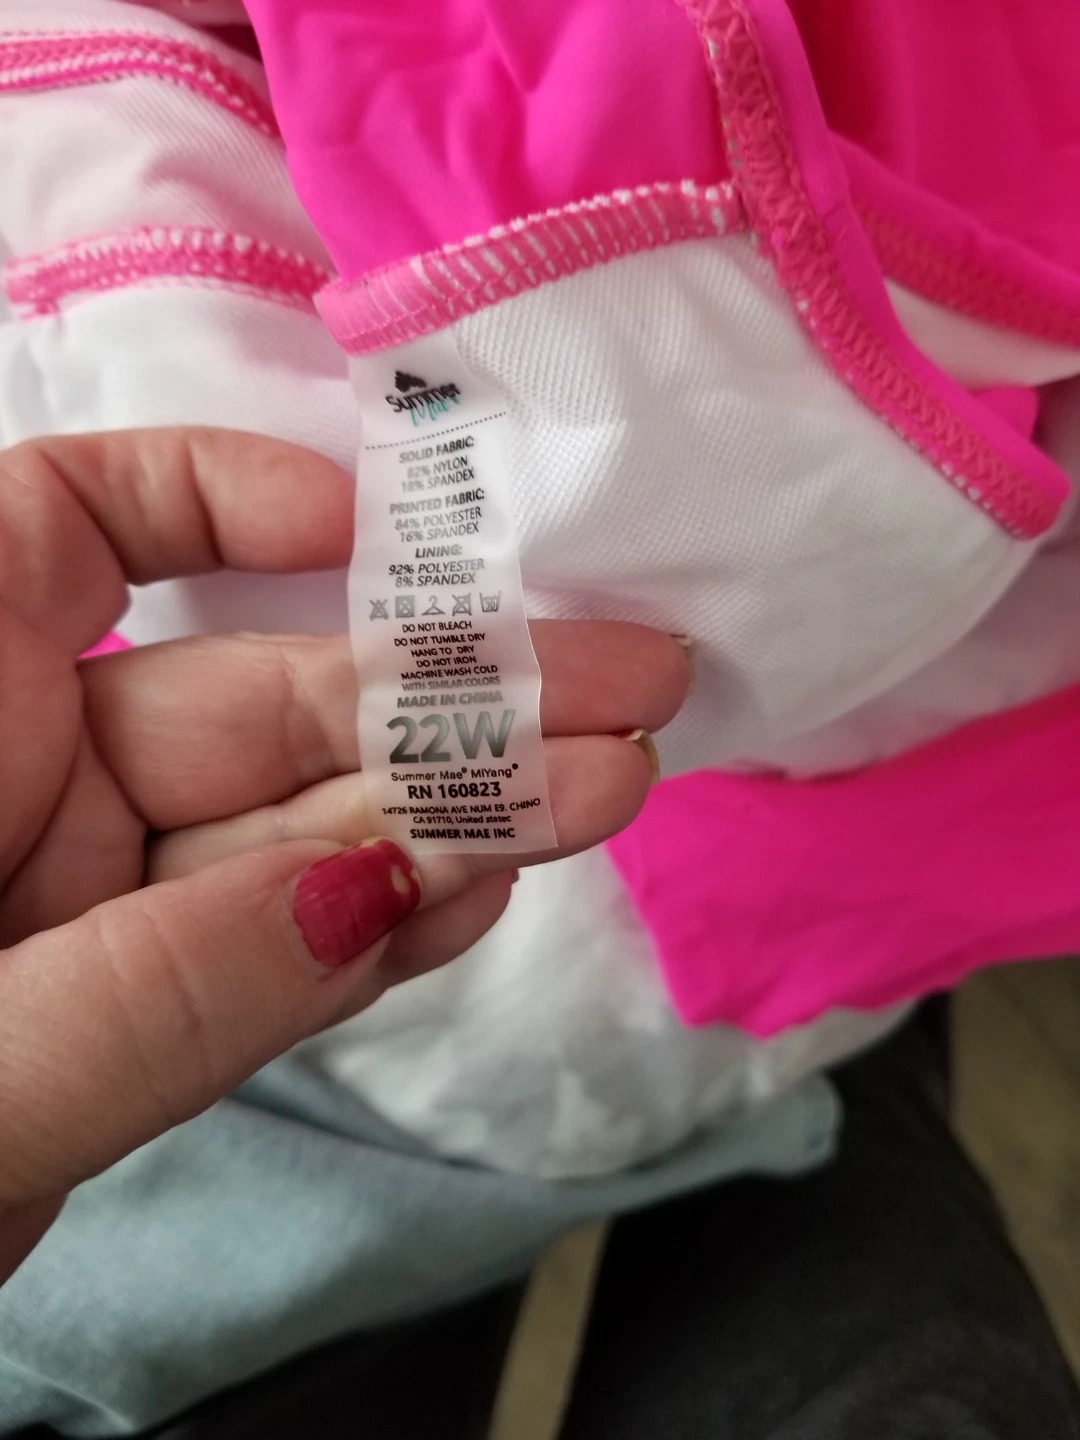 Summer
Mae
SOLID FABRIC:
82% NYLON
18% SPANDEX
PRINTED FABRIC:
84% POLYESTER
16% SPANDEX
LINING:
92% POLYESTER
8% SPANDEX
30
DO NOT BLEACH
DO NOT TUMBLE DRY
HANG TO DRY
DO NOT IRON
MACHINE WASH COLD
WITH SIMILAR COLORS
MADE IN CHINA
22W
Summer Mae® MiYang®
RN 160823
14726 RAMONA AVE NUM E9. CHINO
CA 91710, United states
SUMMER MAE INC